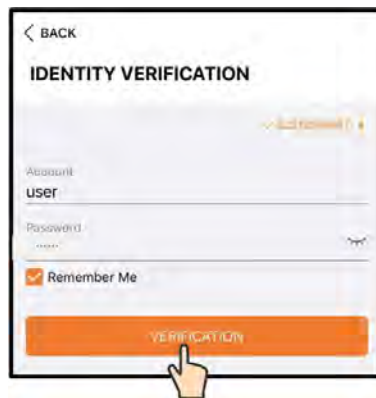 BACK
IDENTITY VERIFICATION
Account
user
Password
......
Remember Me
VERIFICATION